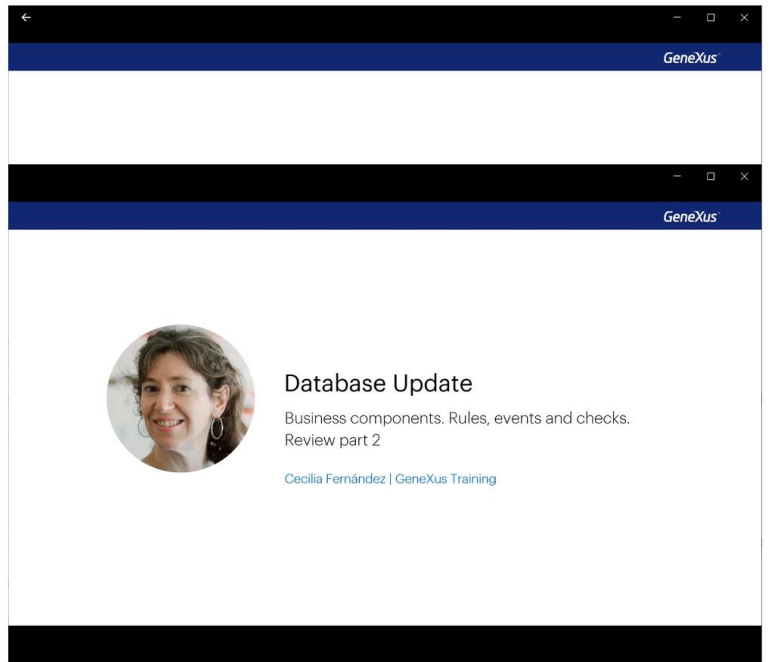 GeneXus
GeneXus
Database Update
Business components. Rules, events and checks.
Review part 2
Cecilia Fernández | GeneXus Training